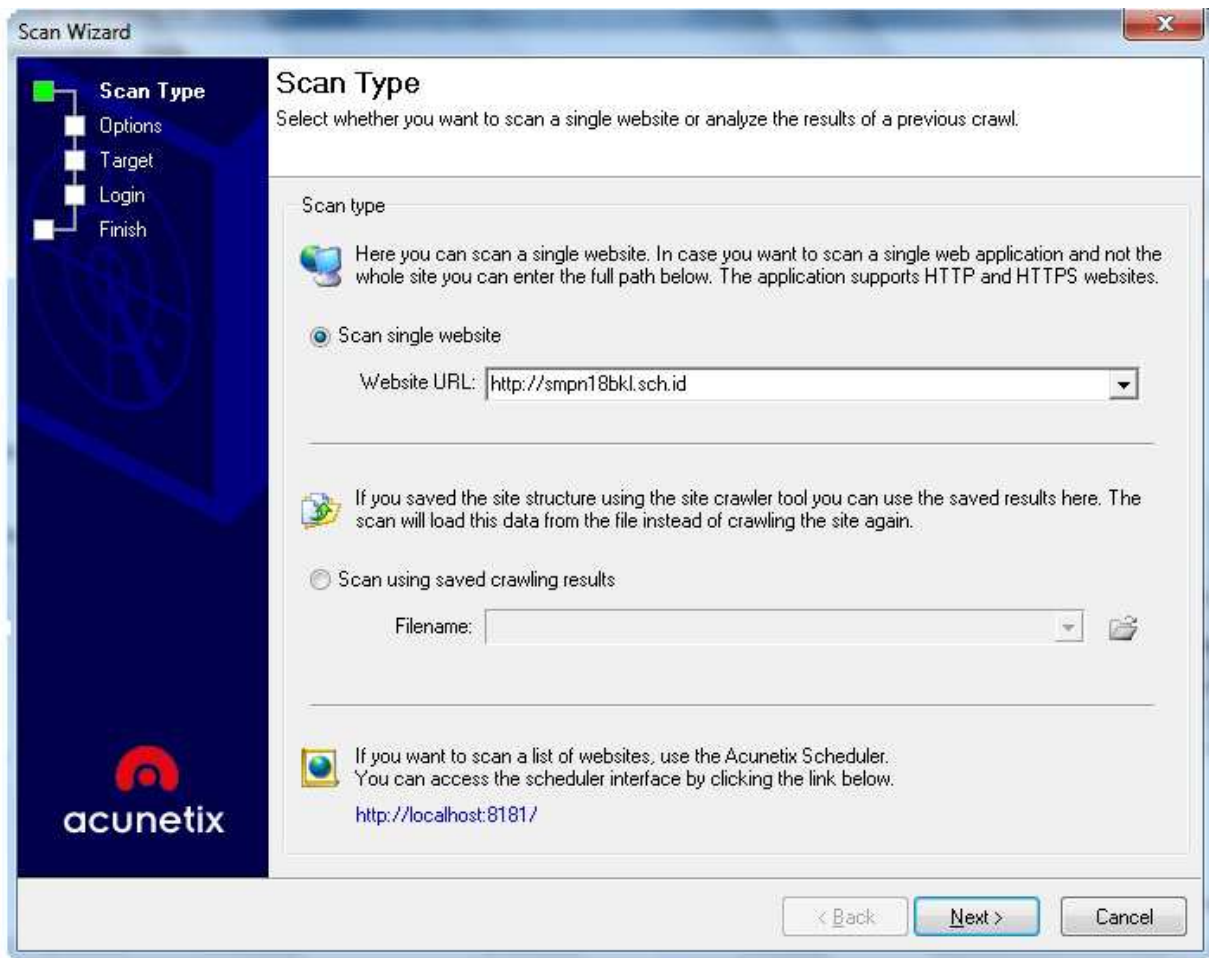 Scan Wizard
X
Scan Type
Options
Target
Login
Finish
acunetix
Scan Type
Select whether you want to scan a single website or analyze the results of a previous crawl.
Scan type
Here you can scan a single website. In case you want to scan a single web application and not the
whole site you can enter the full path below. The application supports HTTP and HTTPS websites.
Scan single website
Website URL: http://smpn18bkl.sch.id
If you saved the site structure using the site crawler tool you can use the saved results here. The
scan will load this data from the file instead of crawling the site again.
Scan using saved crawling results
Filename:
If you want to scan a list of websites, use the Acunetix Scheduler.
You can access the scheduler interface by clicking the link below.
http://localhost:8181/
< Back Next > Cancel